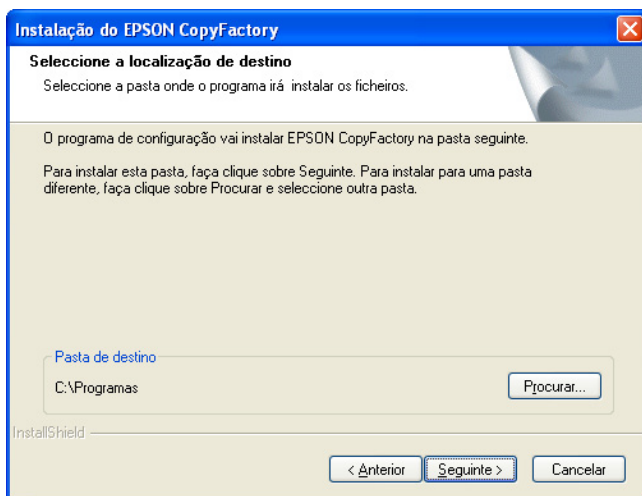 Instalação do EPSON CopyFactory
Seleccione a localização de destino
Seleccione a pasta onde o programa irá instalar os ficheiros.
O programa de configuração vai instalar EPSON CopyFactory na pasta seguinte.
Para instalar esta pasta, faça clique sobre Seguinte. Para instalar para uma pasta
diferente, faça clique sobre Procurar e seleccione outra pasta.
Pasta de destino
C:\Programas
Procurar...
InstallShield
< Anterior
Seguinte >
Cancelar